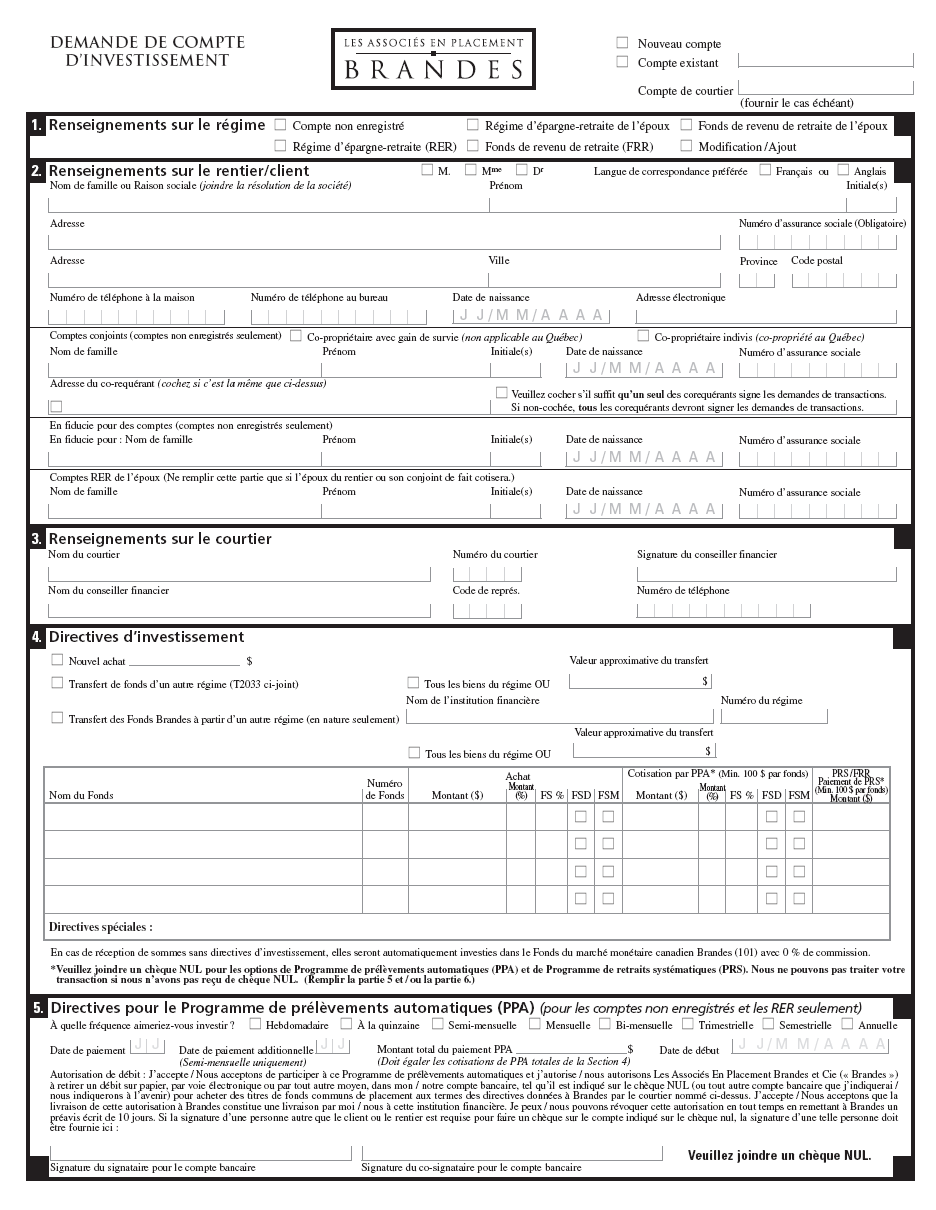 DEMANDE DE COMPTE
D'INVESTISSEMENT
LES ASSOCIÉS EN PLACEMENT
BRANDES
Nouveau compte
Compte existant
Compte de courtier
(fournir le cas échéant)
1. Renseignements sur le régime
Compte non enregistré Régime d'épargne-retraite de l'époux Fonds de revenu de retraite de l'époux
Régime d'épargne-retraite (RER) Fonds de revenu de retraite (FRR) Modification/Ajout
2. Renseignements sur le rentier/client M. Mme Dr Langue de correspondance préférée Français ou Anglais
Nom de famille ou Raison sociale (joindre la résolution de la société) Prénom Initiale(s)
Adresse Numéro d'assurance sociale (Obligatoire)
Adresse Ville Province Code postal
Numéro de téléphone à la maison Numéro de téléphone au bureau Date de naissance Adresse électronique
J J/M M/A A A A
Comptes conjoints (comptes non enregistrés seulement) Co-propriétaire avec gain de survie (non applicable au Québec) Co-propriétaire indivis (co-propriété au Québec)
Nom de famille Prénom Initiale(s) Date de naissance Numéro d'assurance sociale
J J/M M/A A A A
Adresse du co-requérant (cochez si c'est la même que ci-dessus)
Veuillez cocher s'il suffit qu'un seul des corequérants signe les demandes de transactions.
Si non-cochée, tous les corequérants devront signer les demandes de transactions.
En fiducie pour des comptes (comptes non enregistrés seulement)
En fiducie pour : Nom de famille Prénom Initiale(s) Date de naissance Numéro d'assurance sociale
J J/M M/A A A A
Comptes RER de l'époux (Ne remplir cette partie que si l'époux du rentier ou son conjoint de fait cotisera.)
Nom de famille Prénom Initiale(s) Date de naissance Numéro d'assurance sociale
J J/M M/A A A A
3. Renseignements sur le courtier
Nom du courtier Numéro du courtier Signature du conseiller financier
Nom du conseiller financier Code de représ. Numéro de téléphone
4. Directives d'investissement
Nouvel achat $ Valeur approximative du transfert
Transfert de fonds d'un autre régime (T2033 ci-joint) Tous les biens du régime OU $
Nom de l'institution financière Numéro du régime
Transfert des Fonds Brandes à partir d'un autre régime (en nature seulement)
Valeur approximative du transfert
Tous les biens du régime OU $
Achat Cotisation par PPA* (Min. 100 $ par fonds) PRS/FRR Paiement de PRS* (Min. 100 $ par fonds)
Nom du Fonds Numéro de Fonds Montant ($) Montant (%) FS % FSD FSM Montant ($) Montant (%) FS % FSD FSM Montant ($)
Directives spéciales :
En cas de réception de sommes sans directives d'investissement, elles seront automatiquement investies dans le Fonds du marché monétaire canadien Brandes (101) avec 0 % de commission.
*Veuillez joindre un chèque NUL pour les options de Programme de prélèvements automatiques (PPA) et de Programme de retraits systématiques (PRS). Nous ne pouvons pas traiter votre
transaction si nous n'avons pas reçu de chèque NUL. (Remplir la partie 5 et/ou la partie 6.)
5. Directives pour le Programme de prélèvements automatiques (PPA) (pour les comptes non enregistrés et les RER seulement)
À quelle fréquence aimeriez-vous investir ? Hebdomadaire À la quinzaine Semi-mensuelle Mensuelle Bi-mensuelle Trimestrielle Semestrielle Annuelle
Date de paiement J J Date de paiement additionnelle J J Montant total du paiement PPA $ Date de début J J/M M/A A A A
(Semi-mensuelle uniquement) (Doit égaler les cotisations de PPA totales de la Section 4)
Autorisation de débit : J'accepte / Nous acceptons de participer à ce Programme de prélèvements automatiques et j'autorise / nous autorisons Les Associés En Placement Brandes et Cie (« Brandes »)
à retirer un débit sur papier, par voie électronique ou par tout autre moyen, dans mon / notre compte bancaire, tel qu'il est indiqué sur le chèque NUL (ou tout autre compte bancaire que j'indiquerai /
nous indiquerons à l'avenir) pour acheter des titres de fonds communs de placement aux termes des directives données à Brandes par le courtier nommé ci-dessus. J'accepte / Nous acceptons que la
livraison de cette autorisation à Brandes constitue une livraison par moi / nous à cette institution financière. Je peux / nous pouvons révoquer cette autorisation en tout temps en remettant à Brandes un
préavis écrit de 10 jours. Si la signature d'une personne autre que le client ou le rentier est requise pour faire un chèque sur le compte indiqué sur le chèque nul, la signature d'une telle personne doit
être fournie ici :
Veuillez joindre un chèque NUL.
Signature du signataire pour le compte bancaire Signature du co-signataire pour le compte bancaire